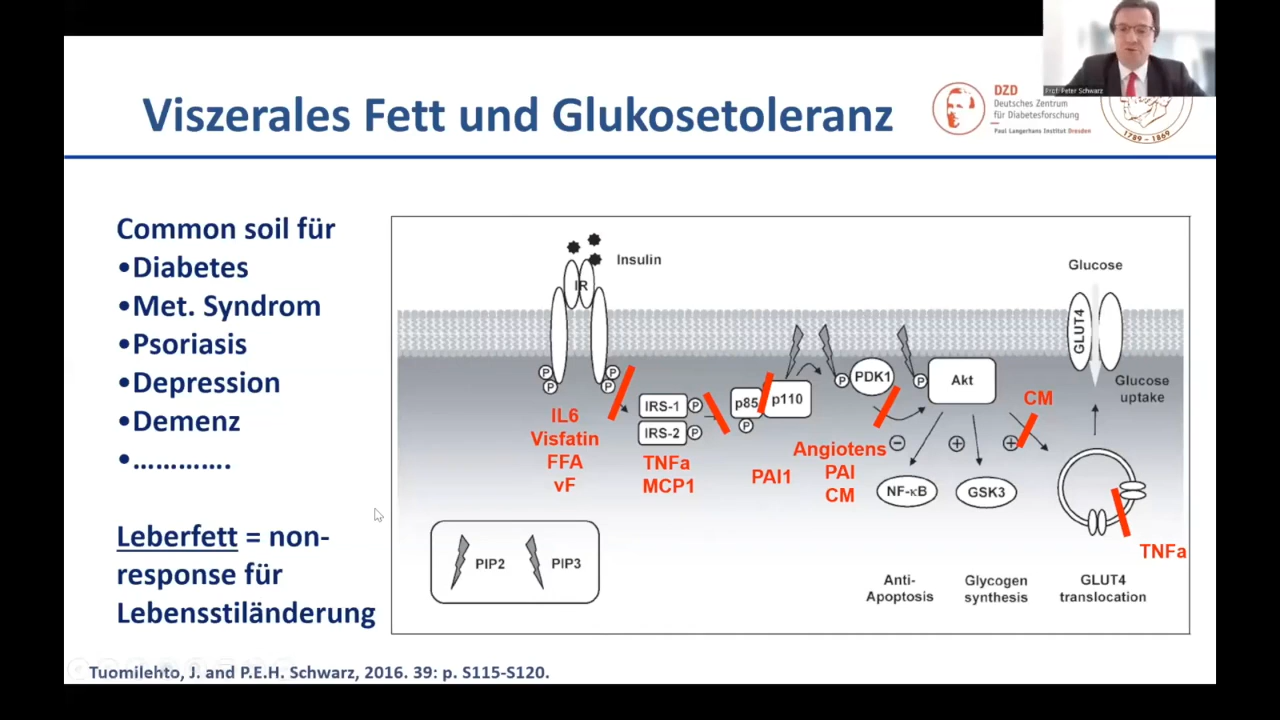 Prof. Peter Schwarz
Viszerales Fett und Glukosetoleranz
DZD
Deutsches Zentrum
für Diabetesforschung
Paul Langerhans Institut Dresden
1789 - 1869
Common soil für
•Diabetes
•Met. Syndrom
•Psoriasis
•Depression
•Demenz
•………….
Leberfett = non-
response für
Lebensstiländerung
Insulin
IR
Glucose
GLUT4
Glucose
uptake
P
P
P
P
IRS-1 P
IRS-2 P
p85
P
p110
P
PDK1
P
Akt
CM
IL6
Visfatin
FFA
vF
TNFa
MCP1
PAI1
Angiotens
PAI
CM
−
+
+
NF-κB
GSK3
TNFa
PIP2
PIP3
Anti-
Apoptosis
Glycogen
synthesis
GLUT4
translocation
Tuomilehto, J. and P.E.H. Schwarz, 2016. 39: p. S115-S120.